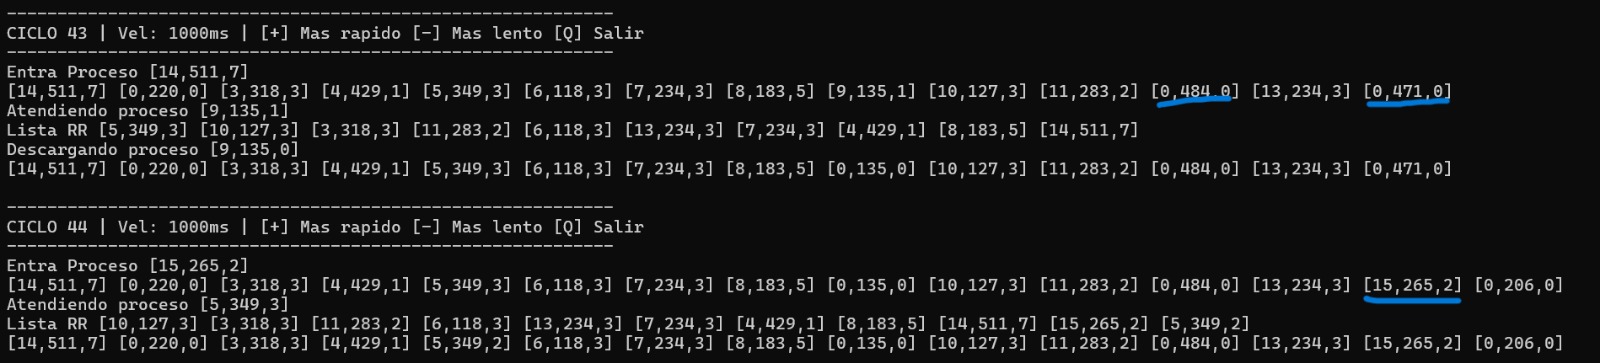 ------------------------------------------------------------
CICLO 43 | Vel: 1000ms | [+] Mas rapido [-] Mas lento [Q] Salir
------------------------------------------------------------
Entra Proceso [14,511,7]
[14,511,7] [0,220,0] [3,318,3] [4,429,1] [5,349,3] [6,118,3] [7,234,3] [8,183,5] [9,135,1] [10,127,3] [11,283,2] [0,484,0] [13,234,3] [0,471,0]
Atendiendo proceso [9,135,1]
Lista RR [5,349,3] [10,127,3] [3,318,3] [11,283,2] [6,118,3] [13,234,3] [7,234,3] [4,429,1] [8,183,5] [14,511,7]
Descargando proceso [9,135,0]
[14,511,7] [0,220,0] [3,318,3] [4,429,1] [5,349,3] [6,118,3] [7,234,3] [8,183,5] [0,135,0] [10,127,3] [11,283,2] [0,484,0] [13,234,3] [0,471,0]
------------------------------------------------------------
CICLO 44 | Vel: 1000ms | [+] Mas rapido [-] Mas lento [Q] Salir
------------------------------------------------------------
Entra Proceso [15,265,2]
[14,511,7] [0,220,0] [3,318,3] [4,429,1] [5,349,3] [6,118,3] [7,234,3] [8,183,5] [0,135,0] [10,127,3] [11,283,2] [0,484,0] [13,234,3] [15,265,2] [0,206,0]
Atendiendo proceso [5,349,3]
Lista RR [10,127,3] [3,318,3] [11,283,2] [6,118,3] [13,234,3] [7,234,3] [4,429,1] [8,183,5] [14,511,7] [15,265,2] [5,349,2]
[14,511,7] [0,220,0] [3,318,3] [4,429,1] [5,349,2] [6,118,3] [7,234,3] [8,183,5] [0,135,0] [10,127,3] [11,283,2] [0,484,0] [13,234,3] [15,265,2] [0,206,0]